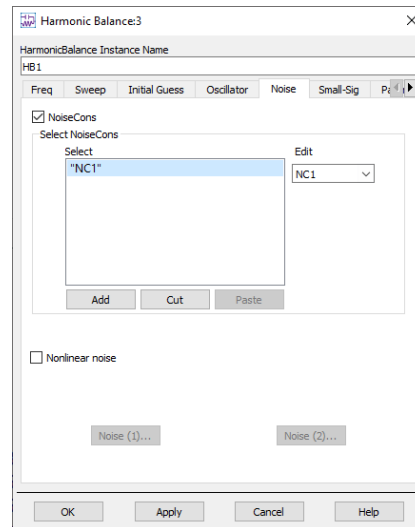 Harmonic Balance:3
HarmonicBalance Instance Name
HB1
Freq Sweep Initial Guess Oscillator Noise Small-Sig
NoiseCons
Select NoiseCons
Select Edit
"NC1" NC1
Add Cut Paste
Nonlinear noise
Noise (1)... Noise (2)...
OK Apply Cancel Help